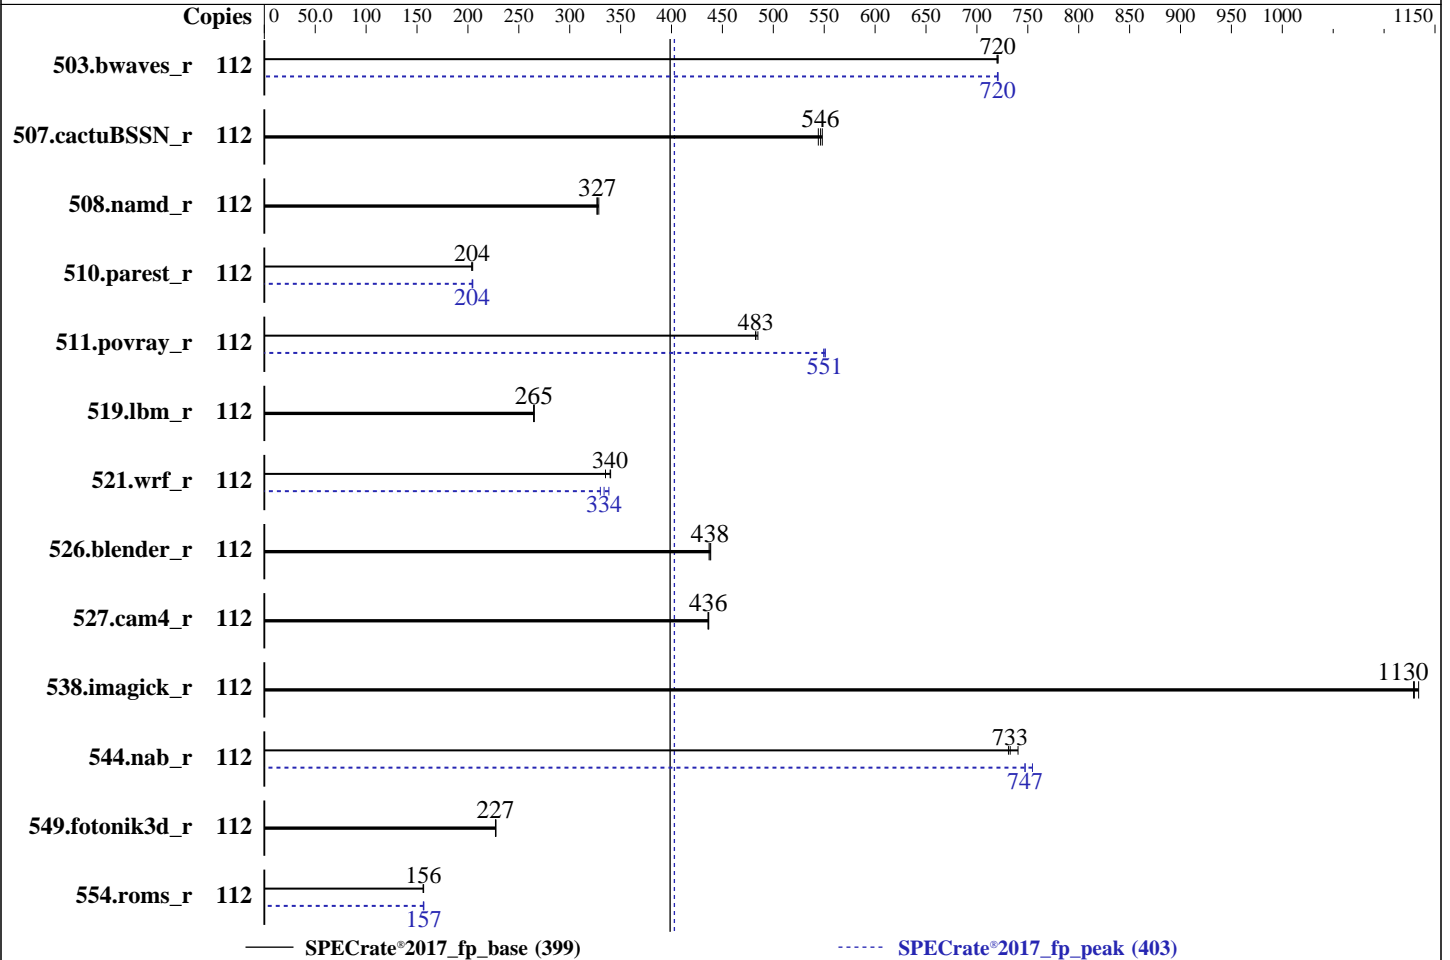 Copies 0 50.0 100 150 200 250 300 350 400 450 500 550 600 650 700 750 800 850 900 950 1000 1150
503.bwaves_r 112 720
720
507.cactuBSSN_r 112 546
508.namd_r 112 327
510.parest_r 112 204
204
511.povray_r 112 483
551
519.lbm_r 112 265
521.wrf_r 112 340
334
526.blender_r 112 438
527.cam4_r 112 436
538.imagick_r 112 1130
544.nab_r 112 733
747
549.fotonik3d_r 112 227
554.roms_r 112 156
157
SPECrate®2017_fp_base (399) SPECrate®2017_fp_peak (403)